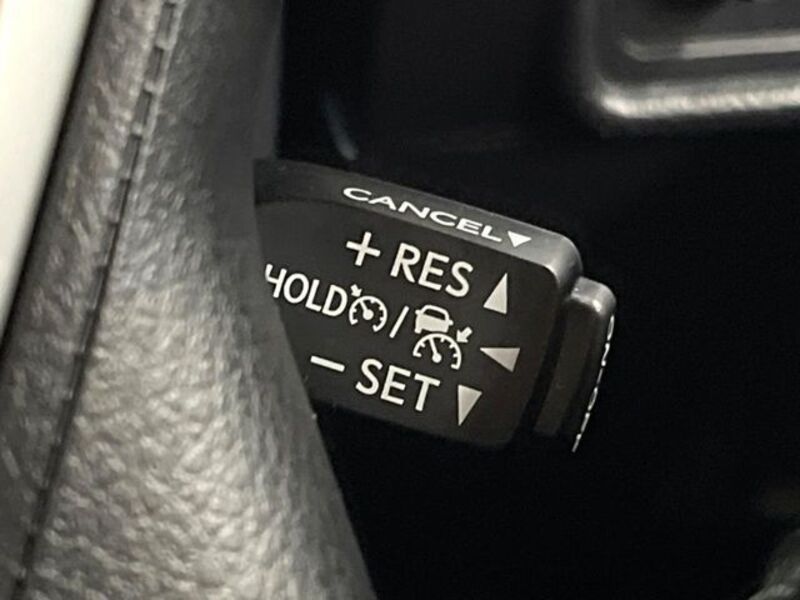 CANCEL
+ RES
HOLD /
- SET